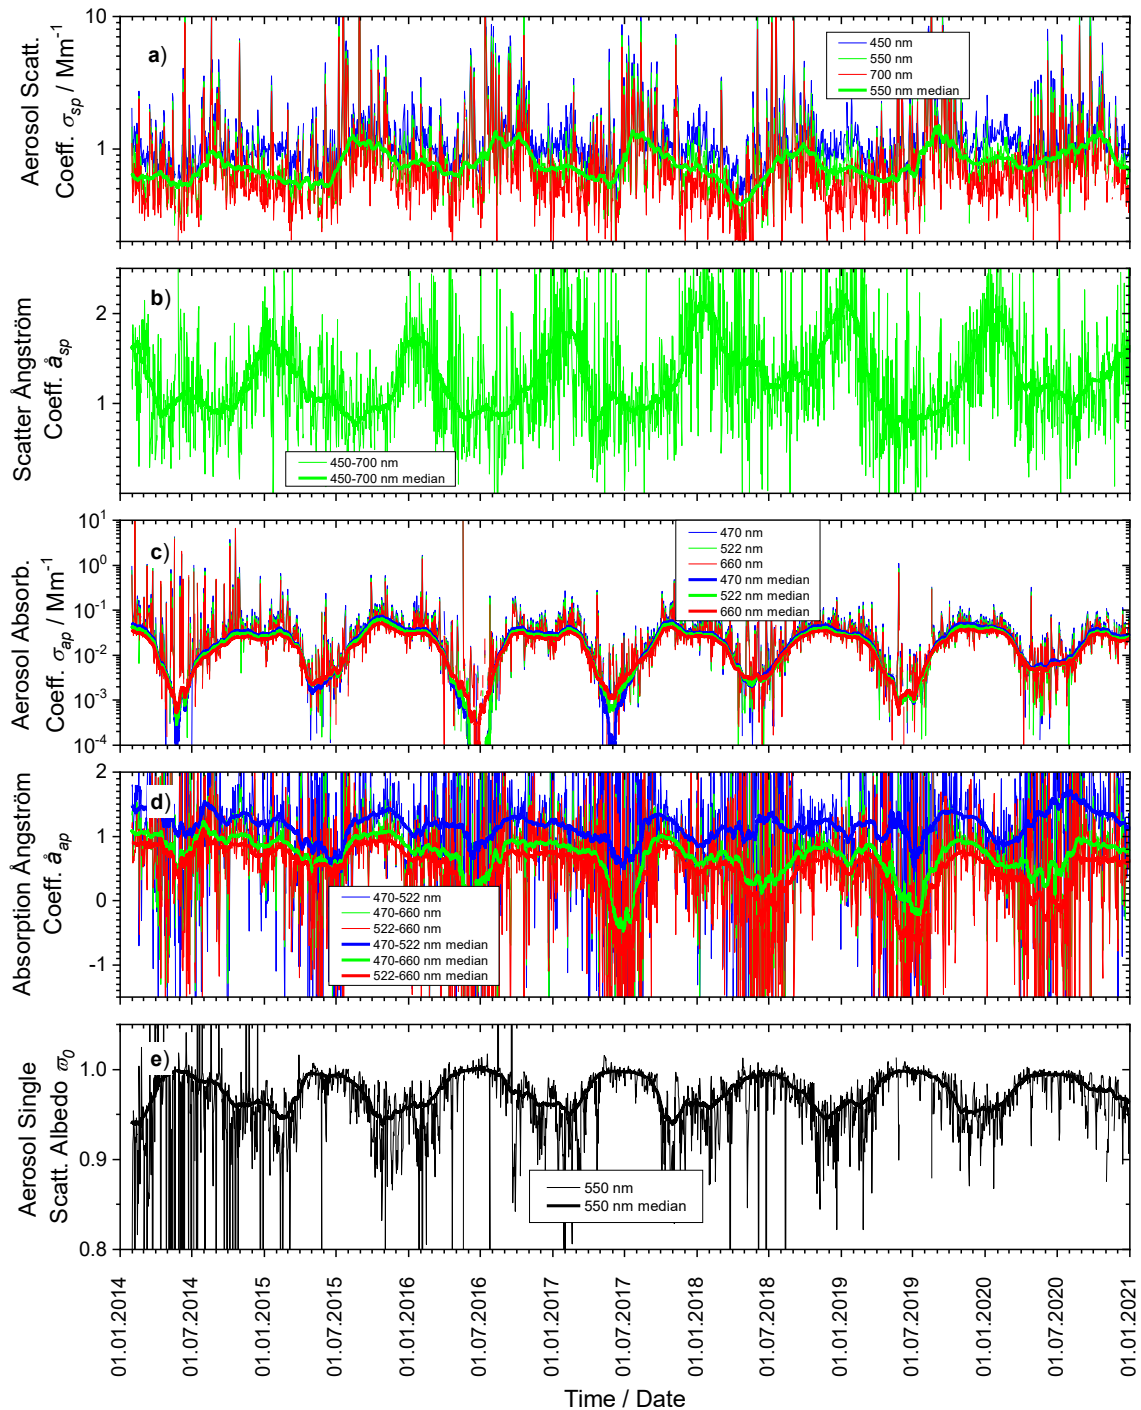 Aerosol Scatt.
Coeff. σsp / Mm-1
10
1
a)
450 nm
550 nm
700 nm
550 nm median
Scatter Ångström
Coeff. åsp
2
1
b)
450-700 nm
450-700 nm median
Aerosol Absorb.
Coeff. σap / Mm-1
10¹
10⁰
10⁻¹
10⁻²
10⁻³
10⁻⁴
c)
470 nm
522 nm
660 nm
470 nm median
522 nm median
660 nm median
Absorption Ångström
Coeff. åap
2
1
0
-1
d)
470-522 nm
470-660 nm
522-660 nm
470-522 nm median
470-660 nm median
522-660 nm median
Aerosol Single
Scatt. Albedo ϖ0
1.0
0.9
0.8
e)
550 nm
550 nm median
01.01.2014
01.07.2014
01.01.2015
01.07.2015
01.01.2016
01.07.2016
01.01.2017
01.07.2017
01.01.2018
01.07.2018
01.01.2019
01.07.2019
01.01.2020
01.07.2020
01.01.2021
Time / Date